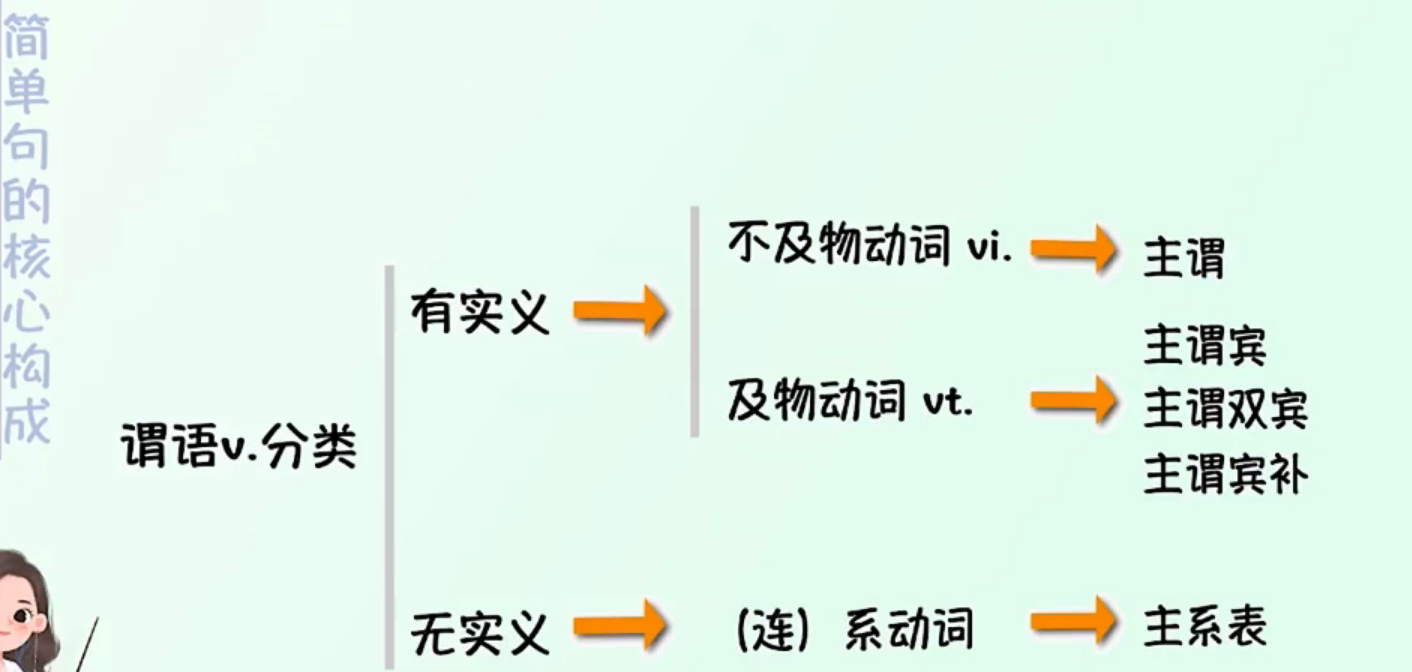 简单句的核心构成
谓语v.分类
有实义
不及物动词 vi.
主谓
及物动词 vt.
主谓宾
主谓双宾
主谓宾补
无实义
(连) 系动词
主系表